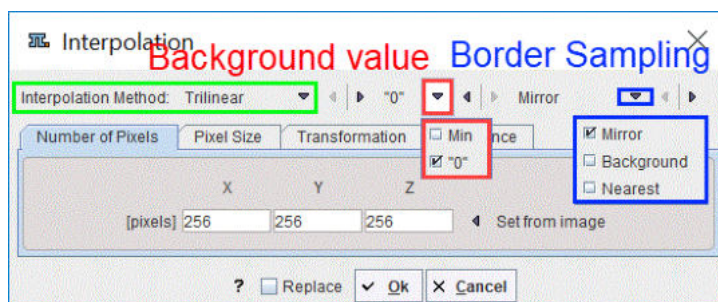 Interpolation
Background value Border Sampling
Interpolation Method: Trilinear "0" Mirror
Number of Pixels Pixel Size Transformation nce
Min
"0"
Mirror
Background
Nearest
X Y Z
[pixels] 256 256 256 Set from image
? Replace Ok Cancel